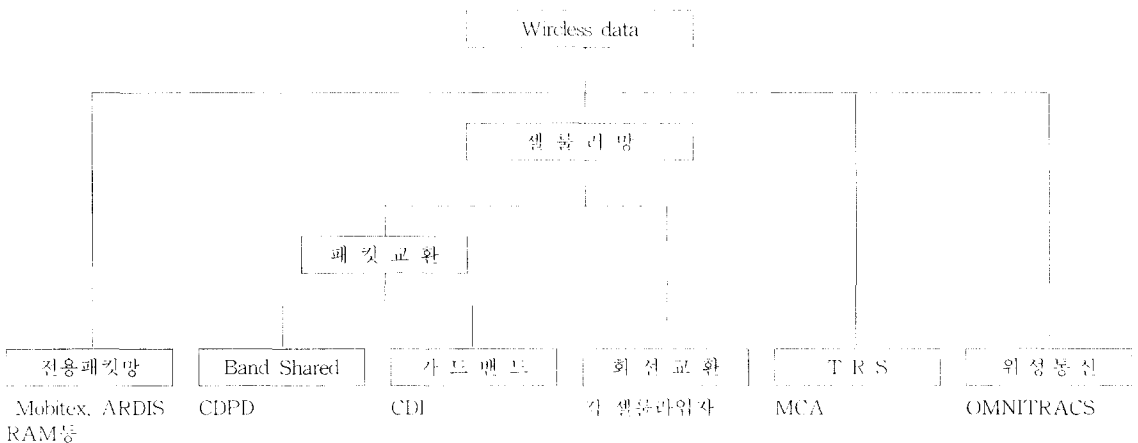 Wireless data
셀 룰 러 망
패 킷 교 환
전용패킷망
Band Shared
가 드 밴 드
회 선 교 환
T R S
위 성 통 신
Mobitex, ARDIS
RAM등
CDPD
CDI
각 셀룰라업자
MCA
OMNITRACS